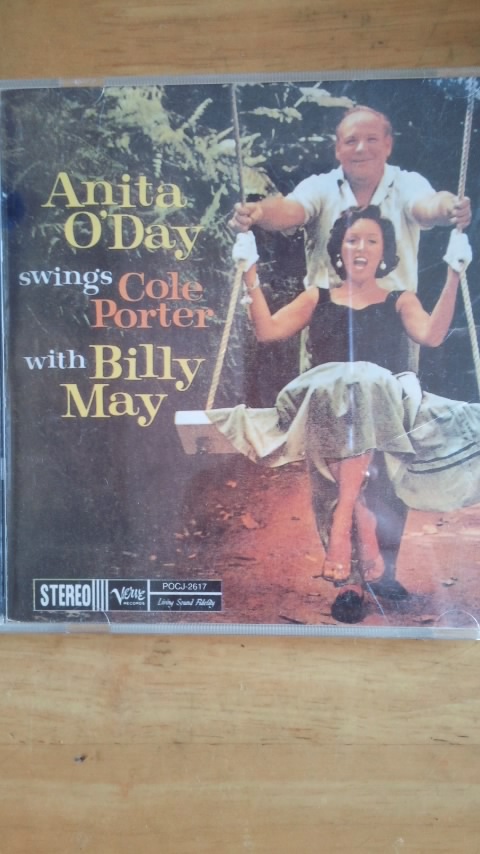 Anita
O'Day
swings Cole
Porter
with Billy
May
STEREO
Verve
RECORDS
POCJ-2617
Living Sound Fidelity